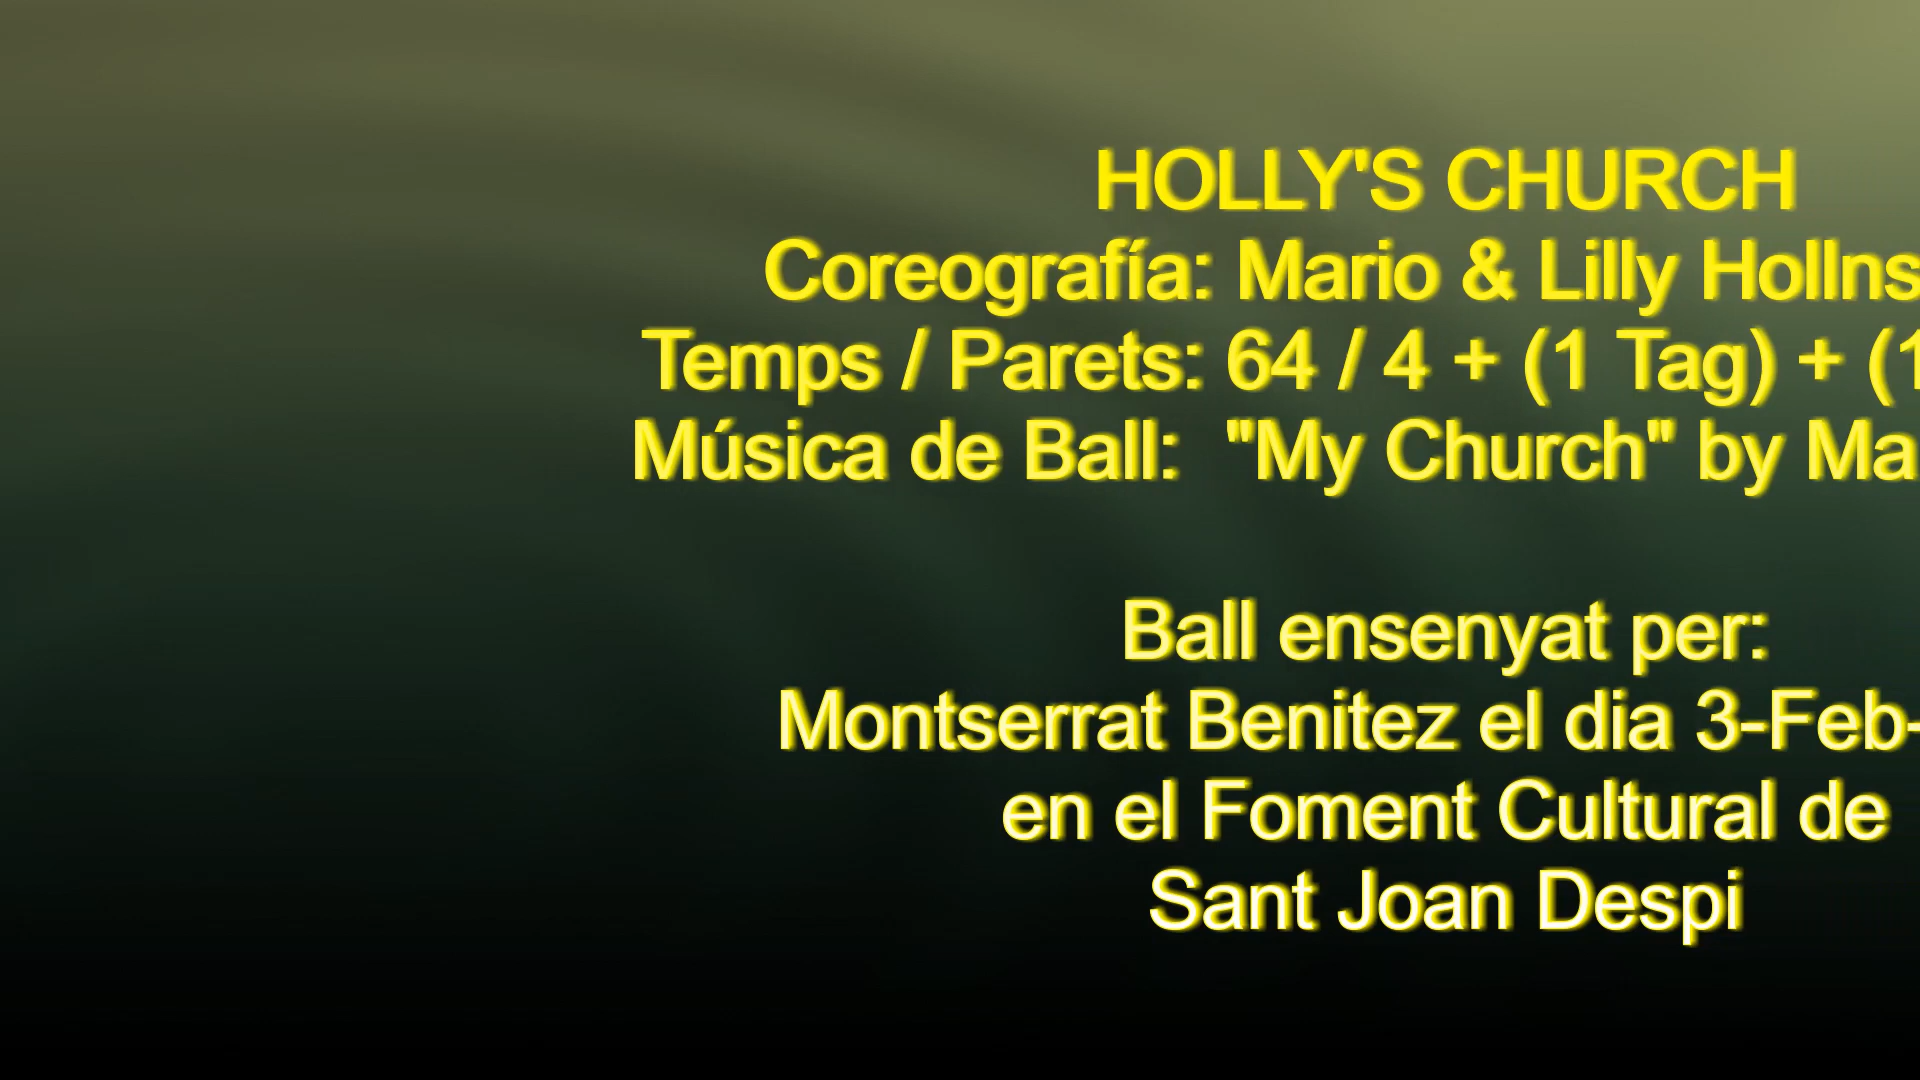 HOLLY'S CHURCH
Coreografía: Mario & Lilly Hollns
Temps / Parets: 64 / 4 + (1 Tag) + (1
Música de Ball:  "My Church" by Ma
Ball ensenyat per:
Montserrat Benitez el dia 3-Feb-
en el Foment Cultural de
Sant Joan Despi